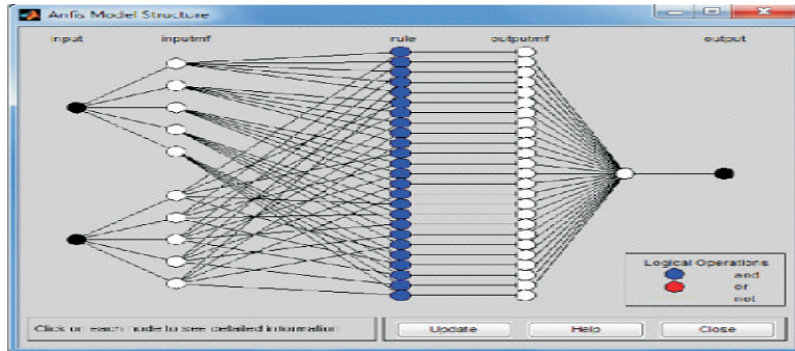 Anfis Model Structure
input inputmf rule outputmf output
Logical Operations
and
or
not
Click on each node to see detailed information
Update Help Close